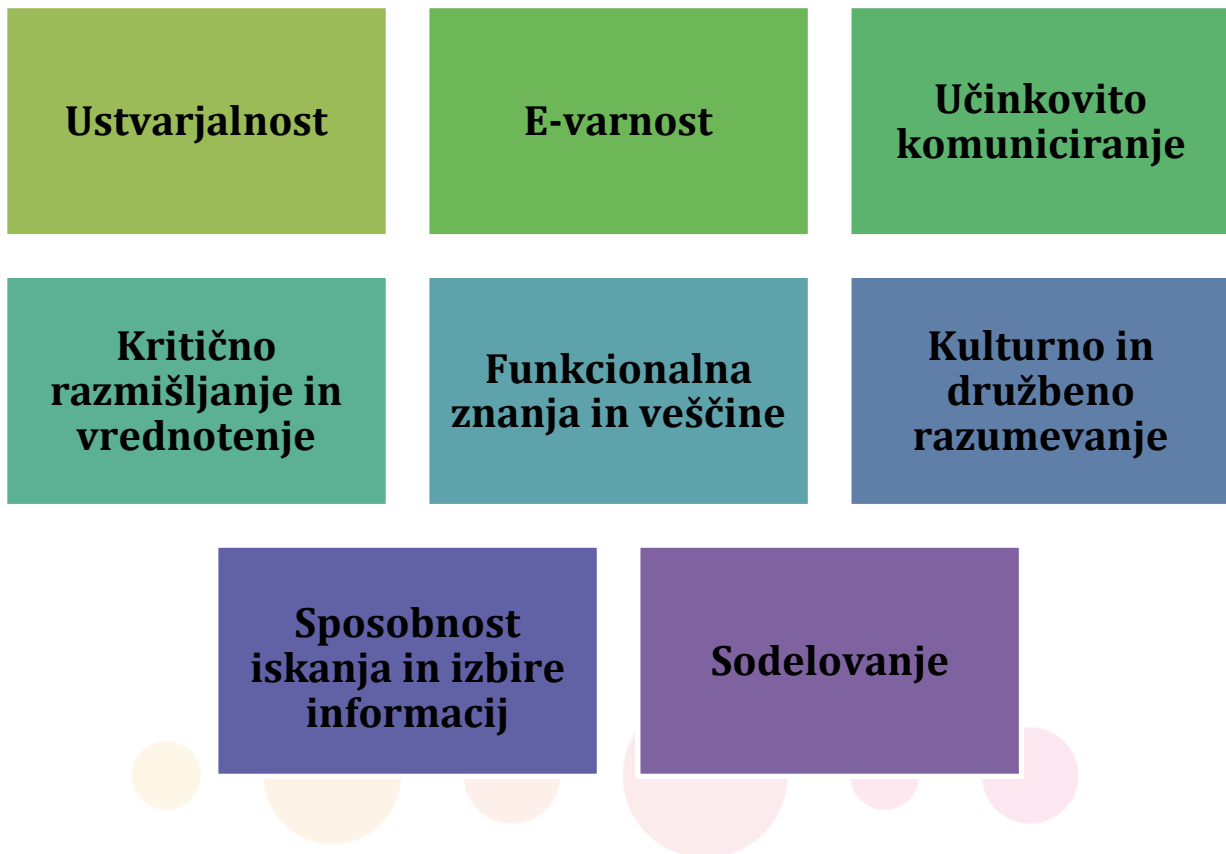 Ustvarjalnost
E-varnost
Učinkovito
komuniciranje
Kritično
razmišljanje in
vrednotenje
Funkcionalna
znanja in veščine
Kulturno in
družbeno
razumevanje
Sposobnost
iskanja in izbire
informacij
Sodelovanje